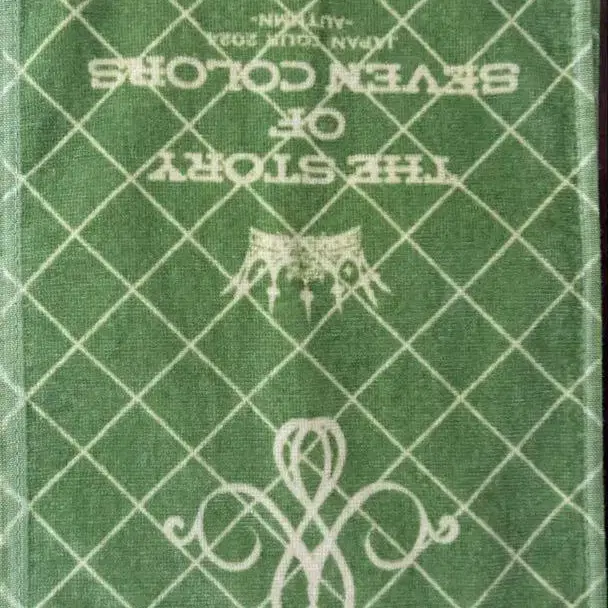 THE STORY
OF
SEVEN COLORS
JAPAN TOUR 2024
-AUTUMN-